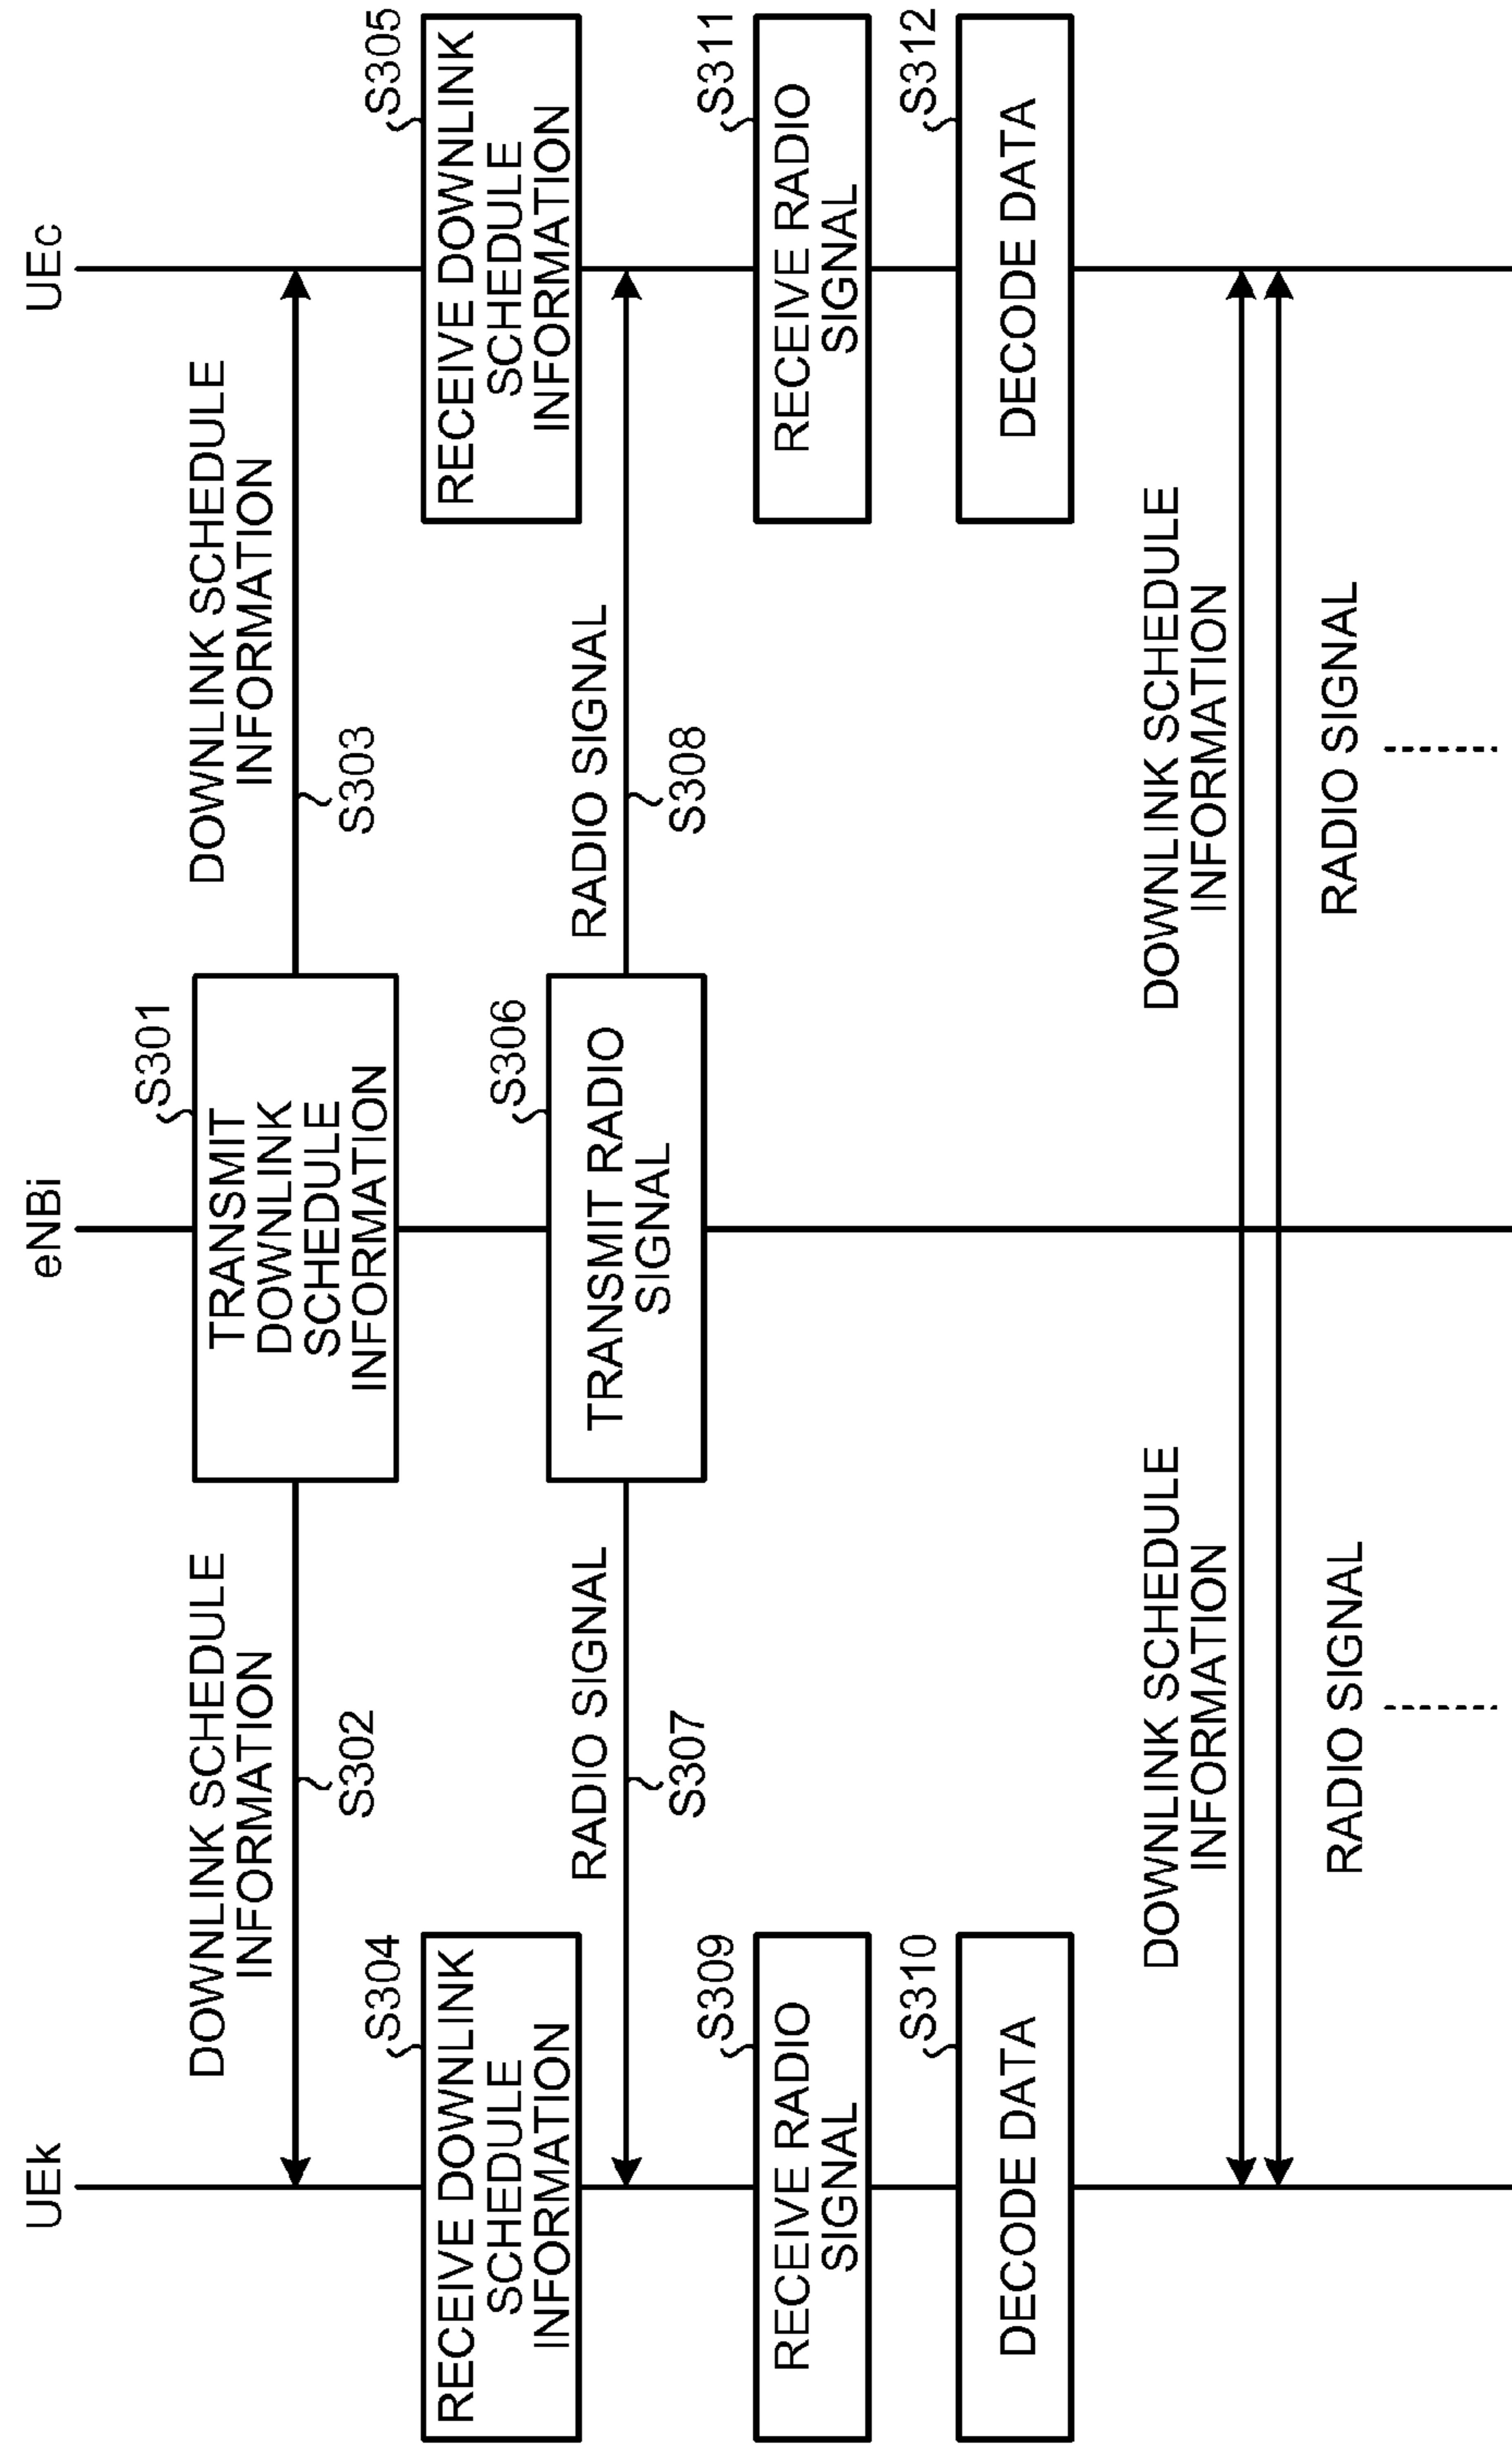 UEk
eNBi
UEc
S301
DOWNLINK SCHEDULE
INFORMATION
TRANSMIT
DOWNLINK
SCHEDULE
INFORMATION
DOWNLINK SCHEDULE
INFORMATION
S302
S303
S304
RECEIVE DOWNLINK
SCHEDULE
INFORMATION
S305
RECEIVE DOWNLINK
SCHEDULE
INFORMATION
S306
RADIO SIGNAL
TRANSMIT RADIO
SIGNAL
RADIO SIGNAL
S307
S308
S309
RECEIVE RADIO
SIGNAL
S311
RECEIVE RADIO
SIGNAL
S310
DECODE DATA
S312
DECODE DATA
DOWNLINK SCHEDULE
INFORMATION
DOWNLINK SCHEDULE
INFORMATION
RADIO SIGNAL
RADIO SIGNAL